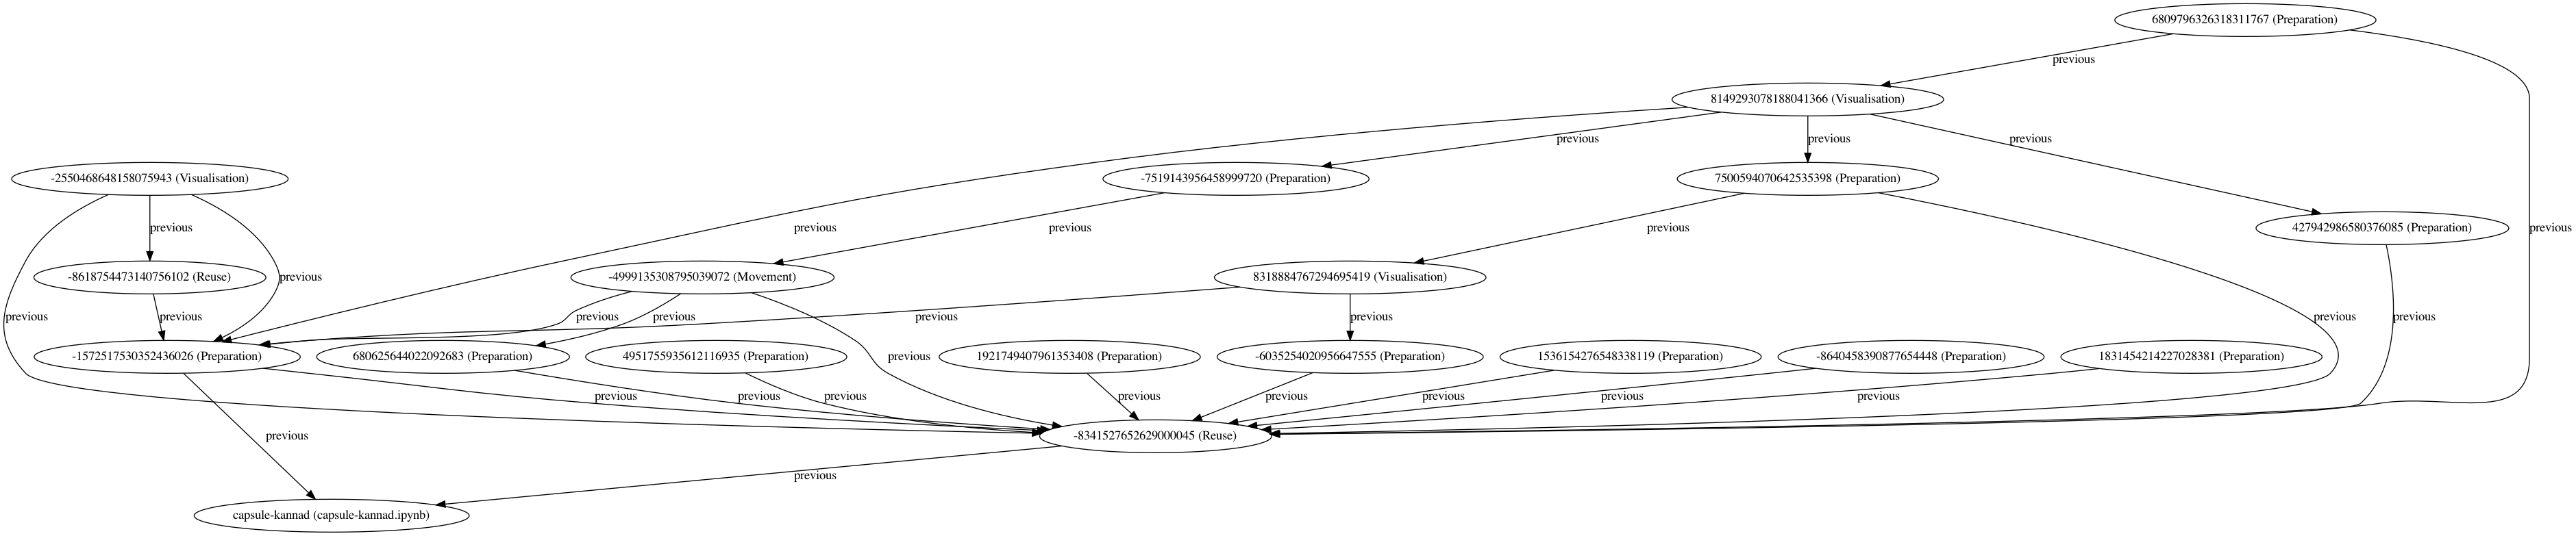 6809796326318311767 (Preparation)
previous
8149293078188041366 (Visualisation)
previous
previous
-2550468648158075943 (Visualisation)
-7519143956458999720 (Preparation)
previous
7500594070642535398 (Preparation)
previous
previous
previous
previous
427942986580376085 (Preparation)
previous
-8618754473140756102 (Reuse)
previous
-4999135308795039072 (Movement)
8318884767294695419 (Visualisation)
previous
previous
previous
previous
previous
previous
previous
previous
-1572517530352436026 (Preparation)
680625644022092683 (Preparation)
4951755935612116935 (Preparation)
previous
1921749407961353408 (Preparation)
-6035254020956647555 (Preparation)
1536154276548338119 (Preparation)
-8640458390877654448 (Preparation)
1831454214227028381 (Preparation)
previous
previous
previous
previous
previous
previous
previous
previous
previous
-8341527652629000045 (Reuse)
previous
capsule-kannad (capsule-kannad.ipynb)